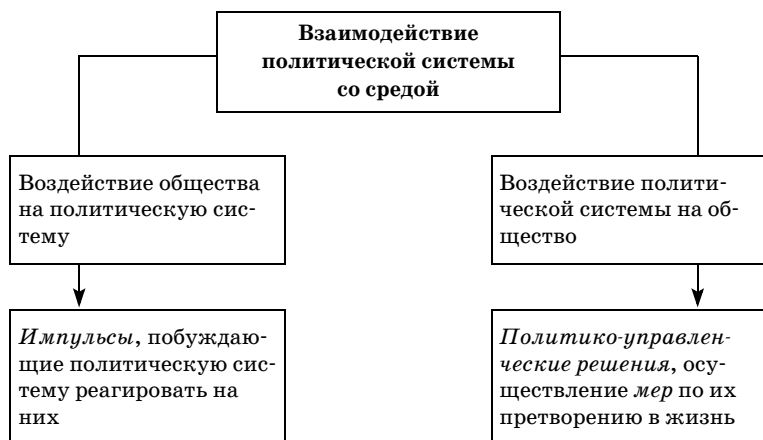 Взаимодействие
политической системы
со средой
Воздействие общества
на политическую сис-
тему
Воздействие полити-
ческой системы на об-
щество
Импульсы, побуждаю-
щие политическую сис-
тему реагировать на
них
Политико-управлен-
ческие решения, осу-
ществление мер по их
претворению в жизнь